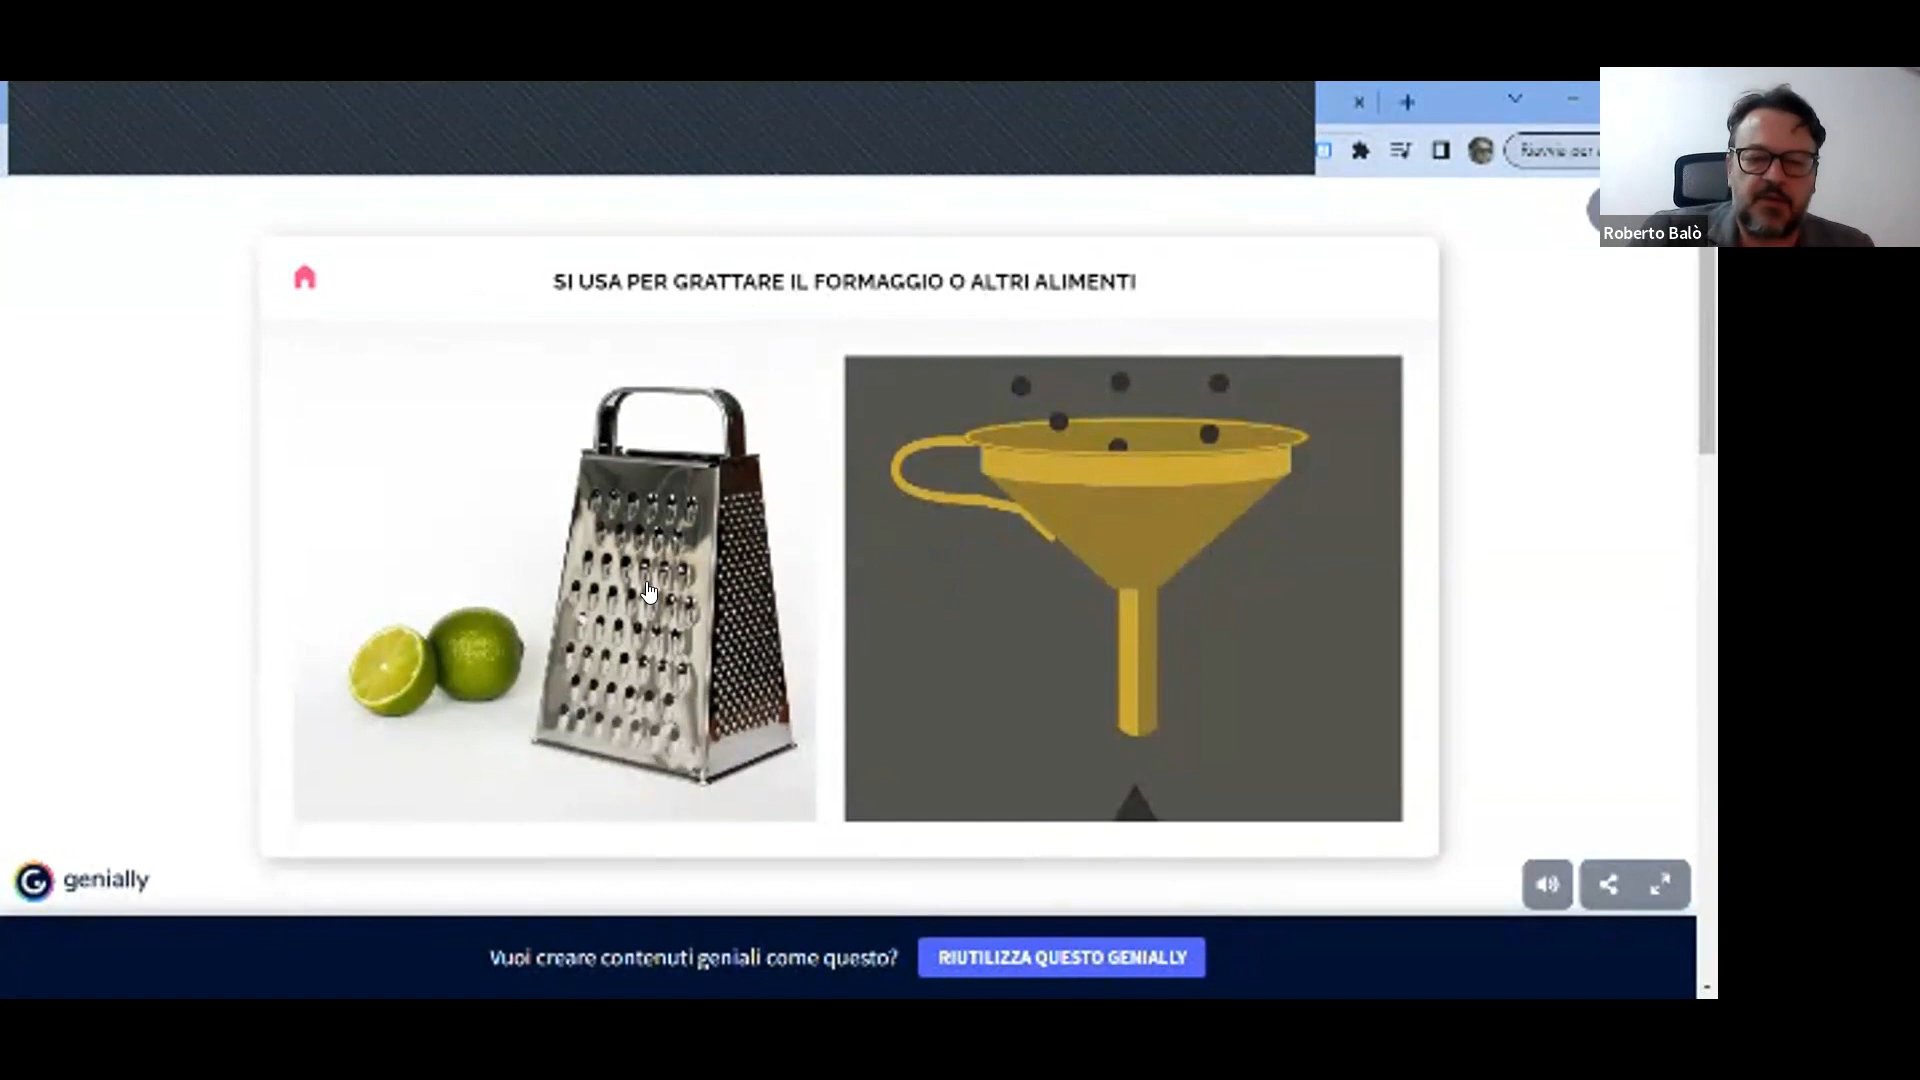 Roberto Balò
SI USA PER GRATTARE IL FORMAGGIO O ALTRI ALIMENTI
genially
Vuoi creare contenuti geniali come questo?
RIUTILIZZA QUESTO GENIALLY